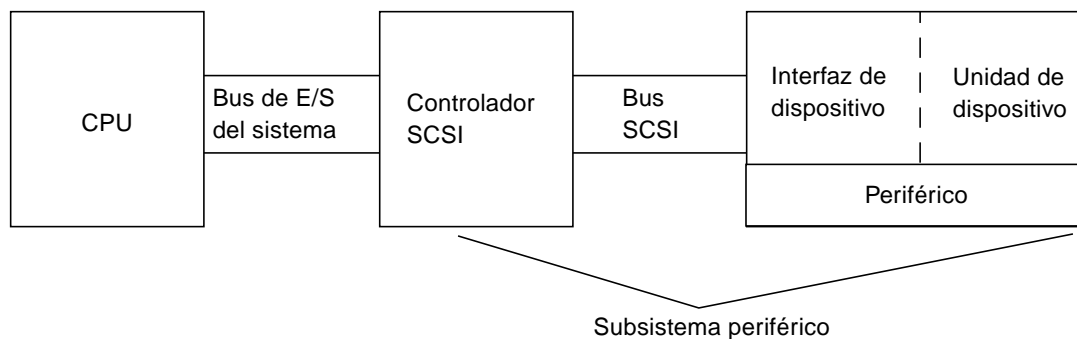 CPU
Bus de E/S
del sistema
Controlador
SCSI
Bus
SCSI
Interfaz de
dispositivo
Unidad de
dispositivo
Periférico
Subsistema periférico